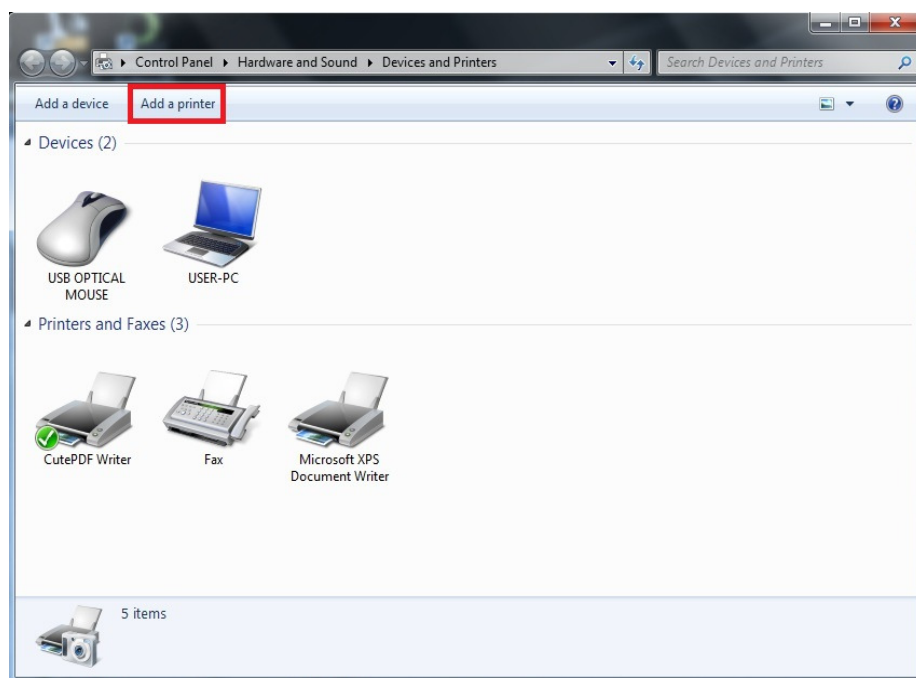 Control Panel Hardware and Sound Devices and Printers
Search Devices and Printers
Add a device Add a printer
Devices (2)
USB OPTICAL
MOUSE
USER-PC
Printers and Faxes (3)
CutePDF Writer
Fax
Microsoft XPS
Document Writer
5 items